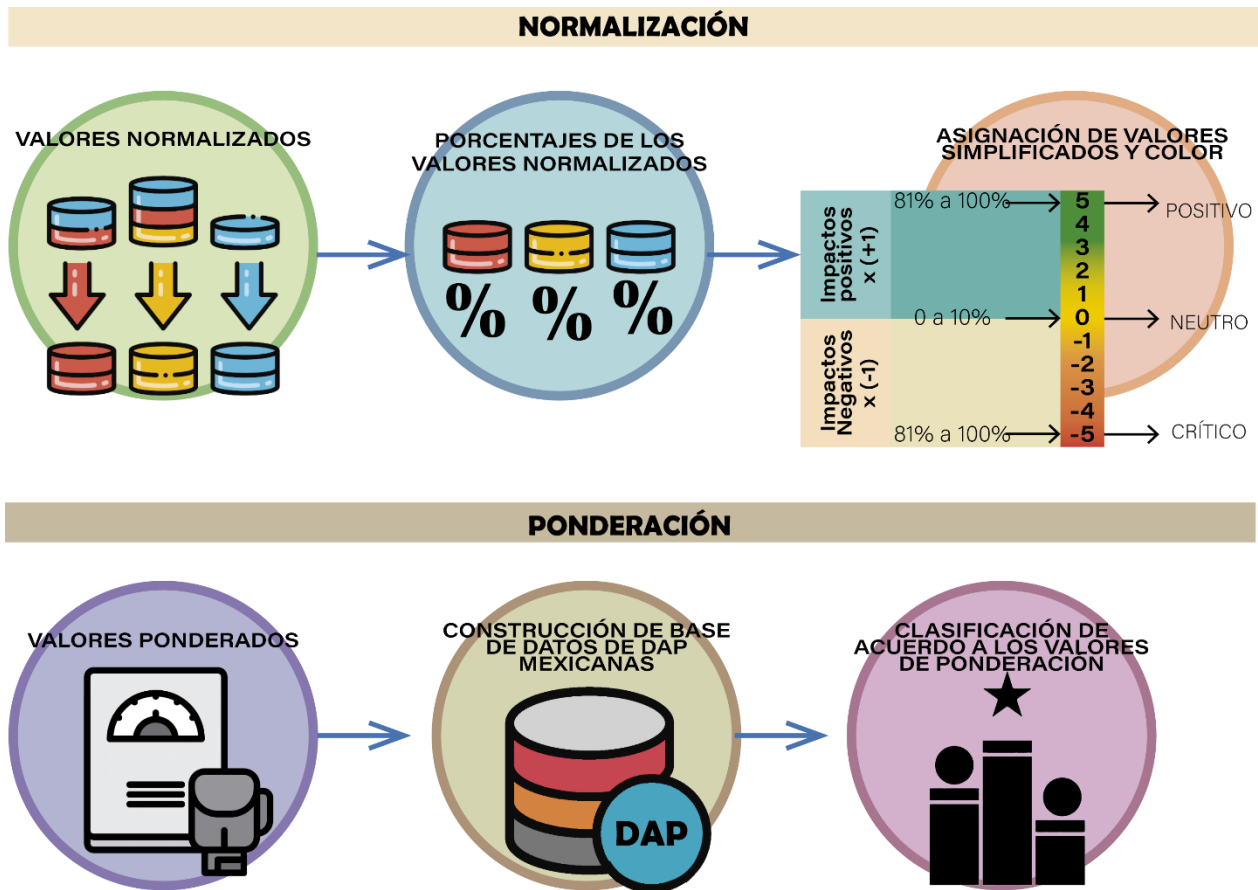 NORMALIZACIÓN
VALORES NORMALIZADOS
PORCENTAJES DE LOS
VALORES NORMALIZADOS
% % %
ASIGNACIÓN DE VALORES
SIMPLIFICADOS Y COLOR
Impactos
positivos
x (+1)
Impactos
Negativos
x (-1)
81% a 100%
0 a 10%
81% a 100%
5
4
3
2
1
0
-1
-2
-3
-4
-5
POSITIVO
NEUTRO
CRÍTICO
PONDERACIÓN
VALORES PONDERADOS
CONSTRUCCIÓN DE BASE
DE DATOS DE DAP
MEXICANAS
DAP
CLASIFICACIÓN DE
ACUERDO A LOS VALORES
DE PONDERACIÓN